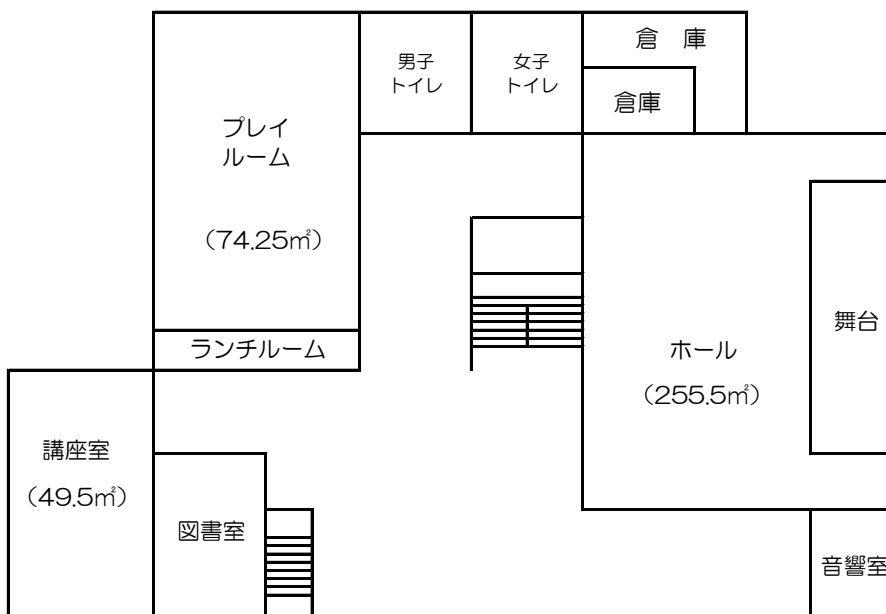 男子
トイレ
女子
トイレ
倉　庫
倉庫
プレイ
ルーム
（74.25㎡）
ランチルーム
ホール
（255.5㎡）
舞台
講座室
（49.5㎡）
図書室
音響室